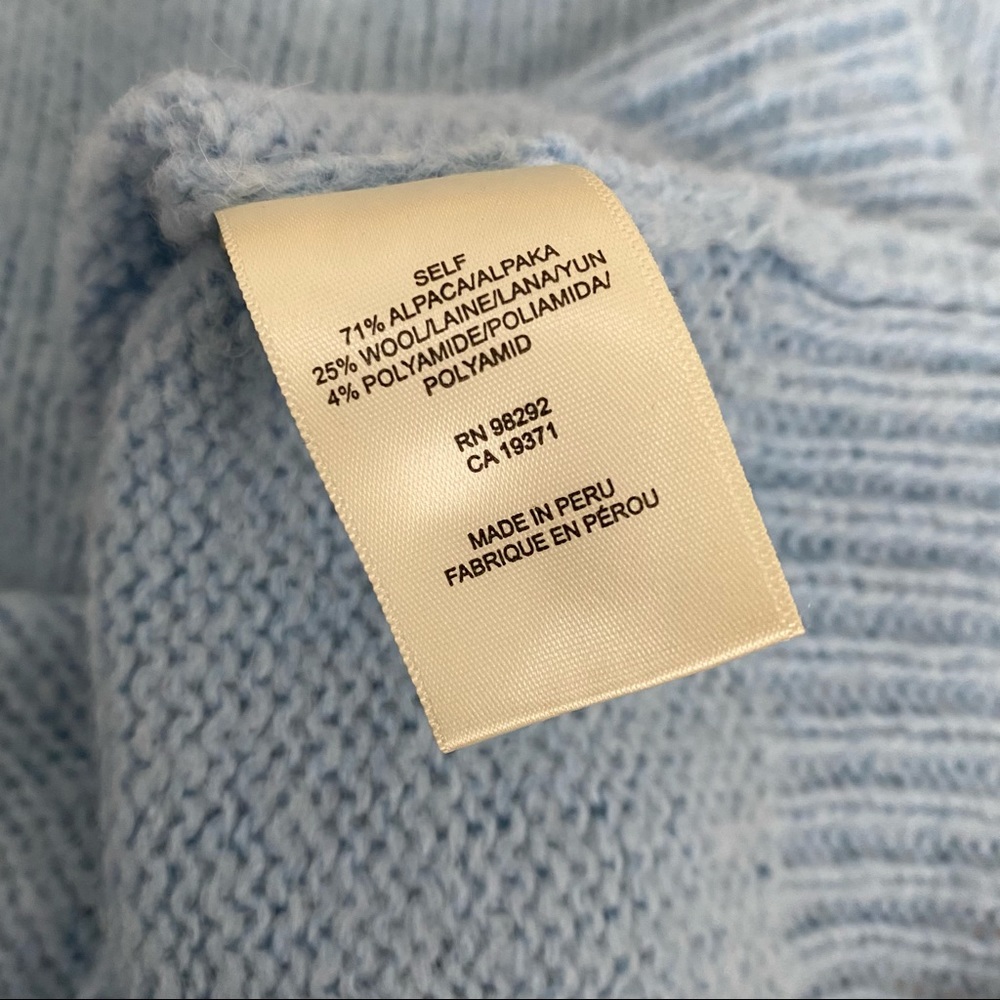 SELF
71% ALPACA/ALPAKA
25% WOOL/LAINE/LANA/YUN
4% POLYAMIDE/POLIAMIDA/
POLYAMID
RN 98292
CA 19371
MADE IN PERU
FABRIQUE EN PÉROU